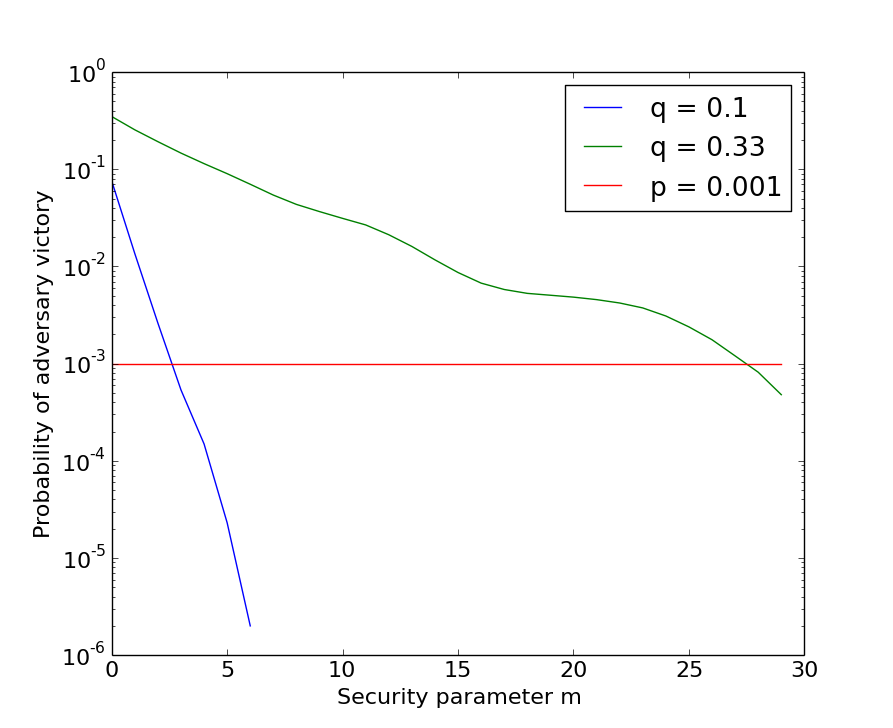 10^0
10^-1
10^-2
10^-3
10^-4
10^-5
10^-6
Probability of adversary victory
q = 0.1
q = 0.33
p = 0.001
0 5 10 15 20 25 30
Security parameter m